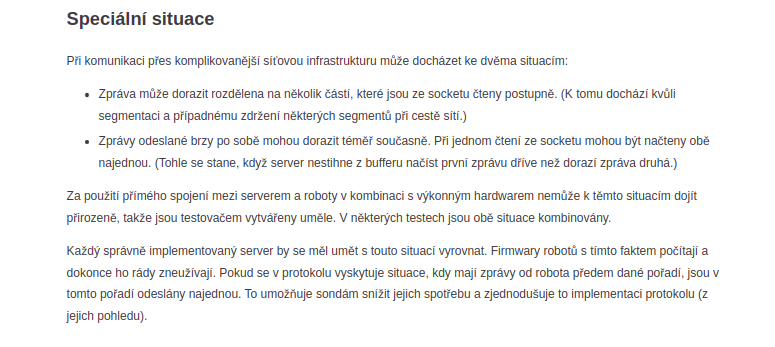 Speciální situace
Při komunikaci přes komplikovanější síťovou infrastrukturu může docházet ke dvěma situacím:
• Zpráva může dorazit rozdělena na několik částí, které jsou ze socketu čteny postupně. (K tomu dochází kvůli
segmentaci a případnému zdržení některých segmentů při cestě sítí.)
• Zprávy odeslané brzy po sobě mohou dorazit téměř současně. Při jednom čtení ze socketu mohou být načteny obě
najednou. (Tohle se stane, když server nestihne z bufferu načíst první zprávu dříve než dorazí zpráva druhá.)
Za použití přímého spojení mezi serverem a roboty v kombinaci s výkonným hardwarem nemůže k těmto situacím dojít
přirozeně, takže jsou testovačem vytvářeny uměle. V některých testech jsou obě situace kombinovány.
Každý správně implementovaný server by se měl umět s touto situací vyrovnat. Firmwary robotů s tímto faktem počítají a
dokonce ho rády zneužívají. Pokud se v protokolu vyskytuje situace, kdy mají zprávy od robota předem dané pořadí, jsou v
tomto pořadí odeslány najednou. To umožňuje sondám snížit jejich spotřebu a zjednodušuje to implementaci protokolu (z
jejich pohledu).